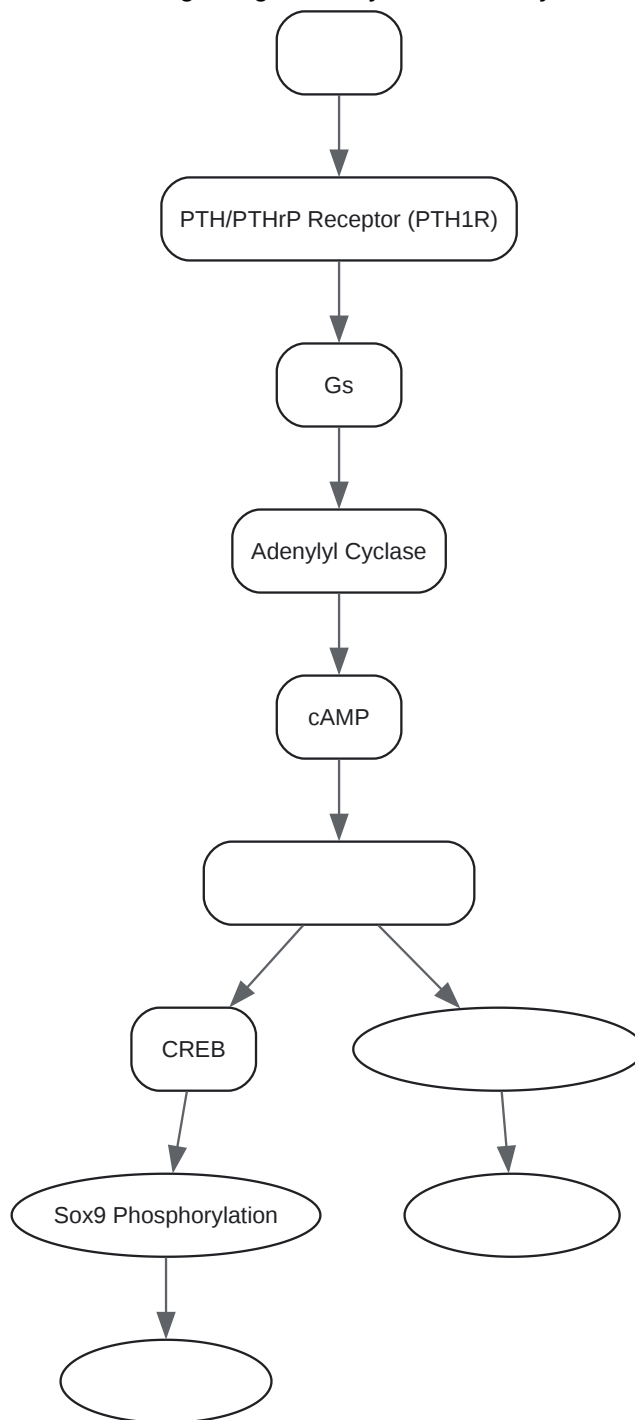 PTH/PTHrP Receptor (PTH1R)
Gs
Adenylyl Cyclase
cAMP
CREB
Sox9 Phosphorylation